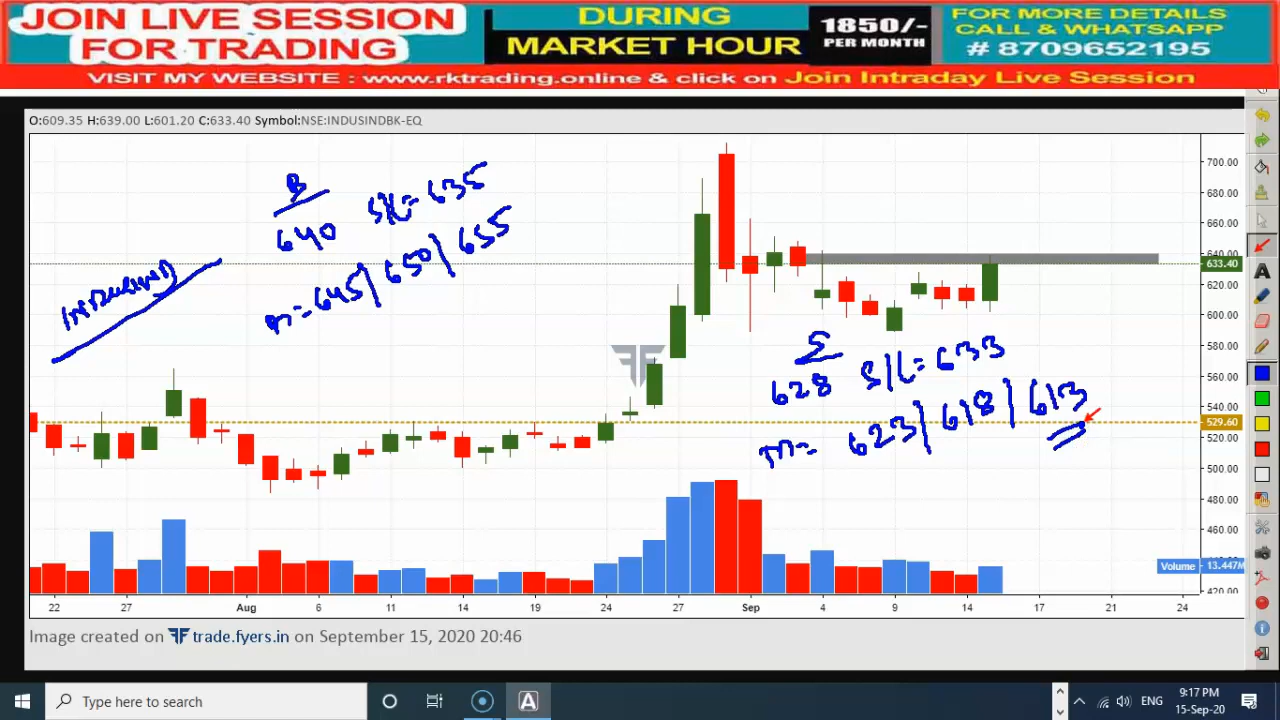 JOIN LIVE SESSION
FOR TRADING
DURING
MARKET HOUR
1850/-
PER MONTH
FOR MORE DETAILS
CALL & WHATSAPP
# 8709652195
VISIT MY WEBSITE : www.rktrading.online & click on Join Intraday Live Session
O:609.35 H:639.00 L:601.20 C:633.40 Symbol:NSE:INDUSINDBK-EQ
INDUSIND
B
640 S/L= 635
m= 645/650/655
S
628 S/L= 633
m= 623/618/613
700.00
680.00
660.00
640.00
633.40
620.00
600.00
580.00
560.00
540.00
529.60
520.00
500.00
480.00
460.00
Volume 13.447M
420.00
22 27 Aug 6 11 14 19 24 27 Sep 4 9 14 17 21 24
Image created on trade.fyers.in on September 15, 2020 20:46
A
Type here to search
A
ENG
9:17 PM
15-Sep-20